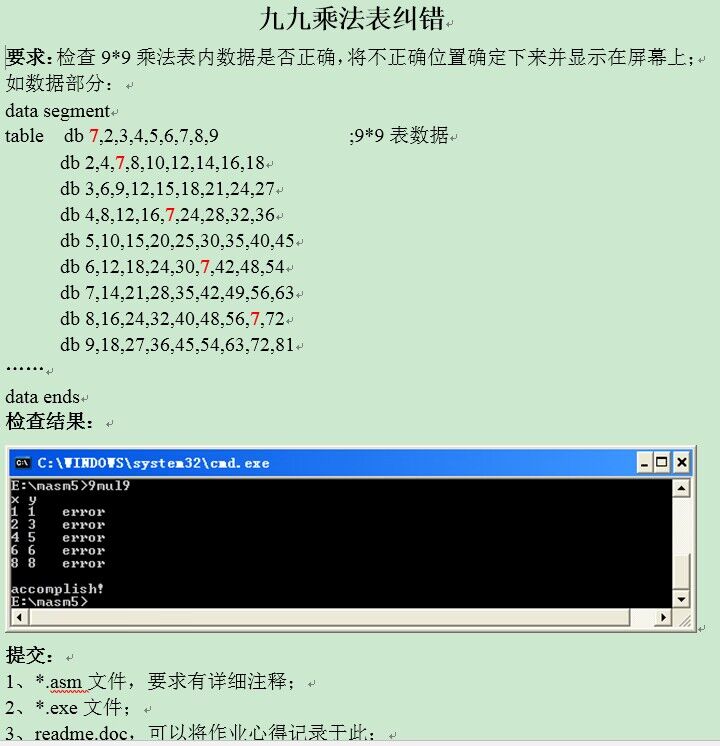 九九乘法表纠错
要求：检查 9*9 乘法表内数据是否正确，将不正确位置确定下来并显示在屏幕上；
如数据部分：
data segment
table db 7,2,3,4,5,6,7,8,9 ;9*9 表数据
db 2,4,7,8,10,12,14,16,18
db 3,6,9,12,15,18,21,24,27
db 4,8,12,16,7,24,28,32,36
db 5,10,15,20,25,30,35,40,45
db 6,12,18,24,30,7,42,48,54
db 7,14,21,28,35,42,49,56,63
db 8,16,24,32,40,48,56,7,72
db 9,18,27,36,45,54,63,72,81
……
data ends
检查结果：
C:\WINDOWS\system32\cmd.exe
E:\masm5>9mul9
x y
1 1 error
2 3 error
4 5 error
6 6 error
8 8 error
accomplish!
E:\masm5>
提交：
1、*.asm 文件，要求有详细注释；
2、*.exe 文件；
3、readme.doc，可以将作业心得记录于此；